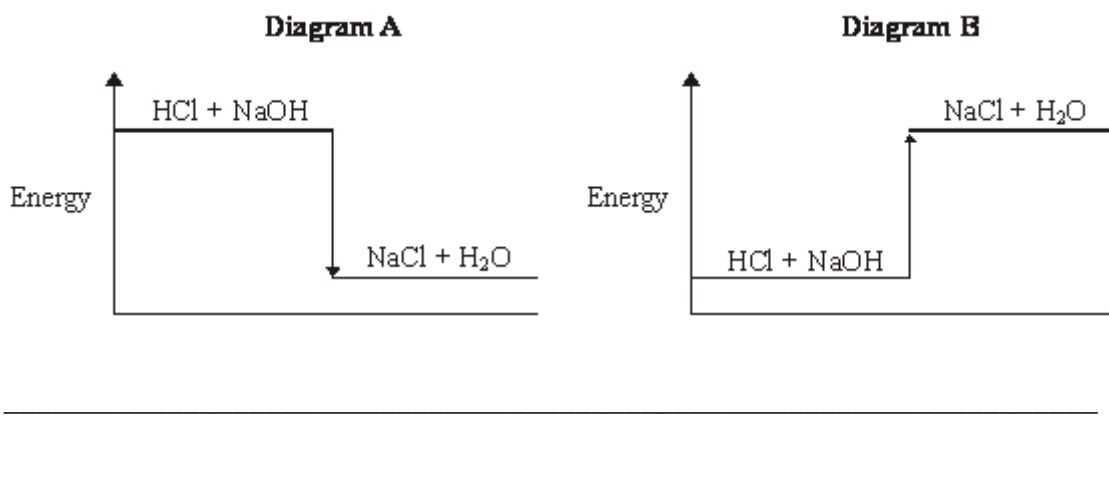 Diagram A
HCl + NaOH
Energy
NaCl + H₂O
Diagram B
NaCl + H₂O
Energy
HCl + NaOH